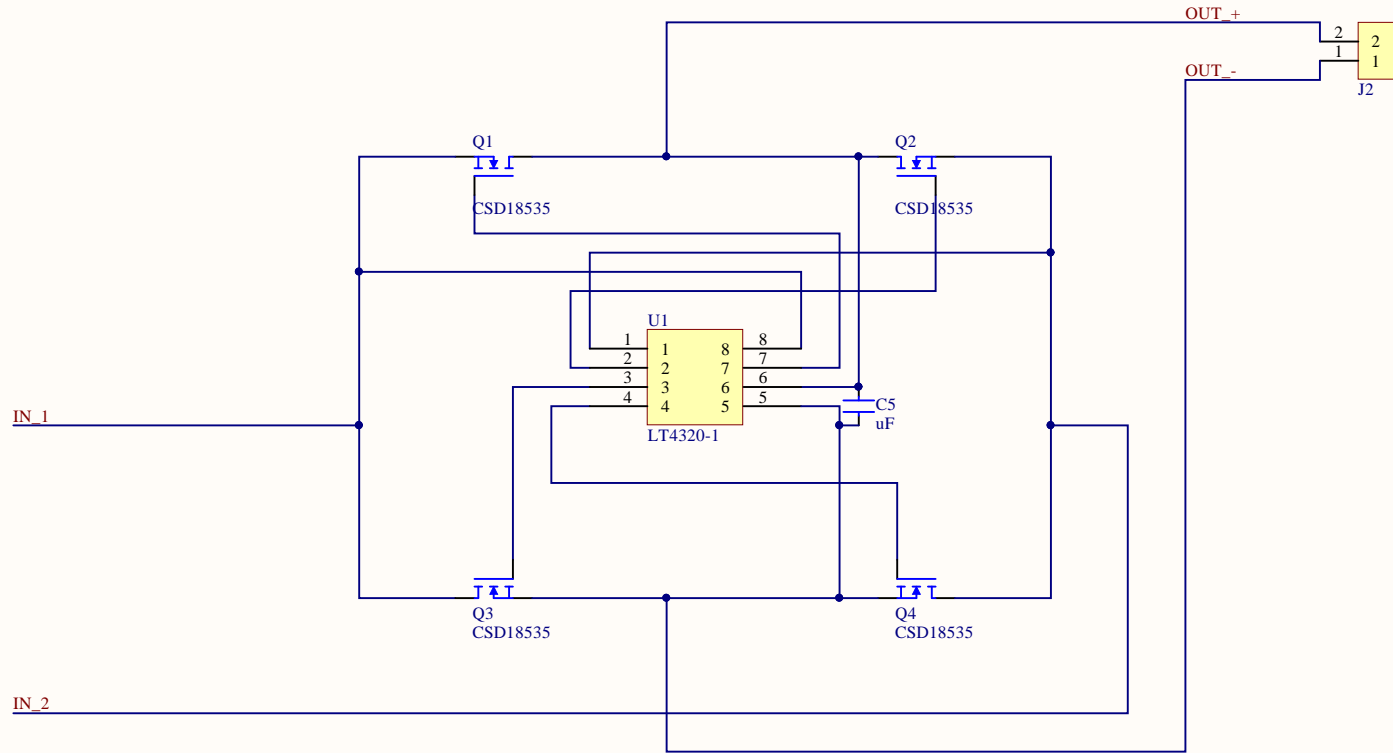 OUT_+
2 2
1 1
OUT_-
J2
Q1
Q2
CSD18535
CSD18535
U1
1 1 8 8
2 2 7 7
3 3 6 6
4 4 5 5
C5
uF
LT4320-1
IN_1
Q3
CSD18535
Q4
CSD18535
IN_2